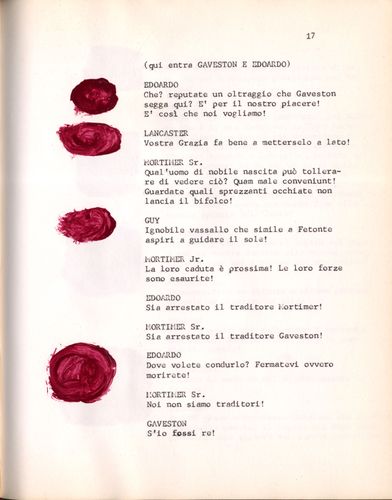 17
(qui entra GAVESTON E EDOARDO)
EDOARDO
Che? reputate un oltraggio che Gaveston
segga qui? E' per il nostro piacere!
E' così che noi vogliamo!
LANCASTER
Vostra Grazia fa bene a metterselo a lato!
MORTIMER Sr.
Qual'uomo di nobile nascita può tollera-
re di vedere ciò? Quam male conveniunt!
Guardate quali sprezzanti occhiate non
lancia il bifolco!
GUY
Ignobile vassallo che simile a Fetonte
aspiri a guidare il sole!
MORTIMER Jr.
La loro caduta è prossima! Le loro forze
sono esaurite!
EDOARDO
Sia arrestato il traditore Mortimer!
MORTIMER Sr.
Sia arrestato il traditore Gaveston!
EDOARDO
Dove volete condurlo? Fermatevi ovvero
morirete!
MORTIMER Sr.
Noi non siamo traditori!
GAVESTON
S'io fossi re!